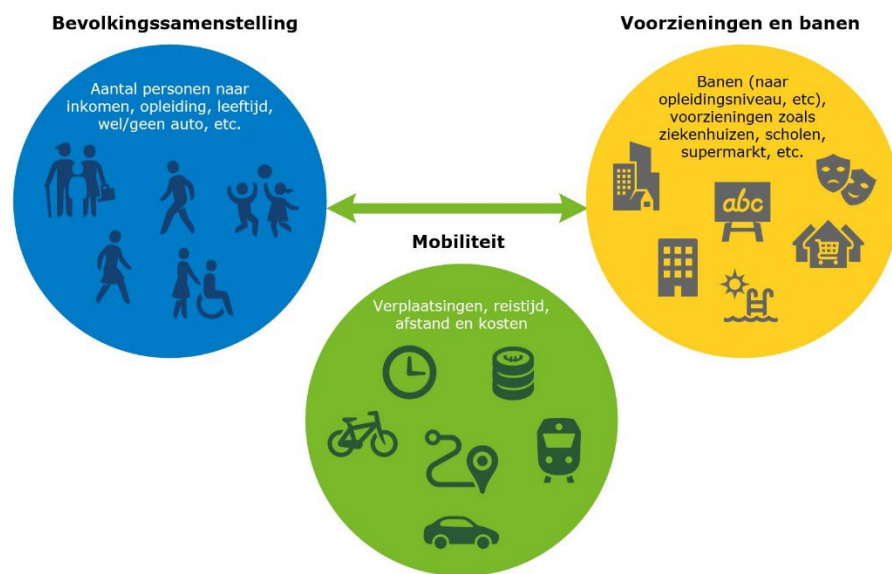 Bevolkingssamenstelling
Aantal personen naar
inkomen, opleiding, leeftijd,
wel/geen auto, etc.
Voorzieningen en banen
Banen (naar
opleidingsniveau, etc),
voorzieningen zoals
ziekenhuizen, scholen,
supermarkt, etc.
abc
Mobiliteit
Verplaatsingen, reistijd,
afstand en kosten